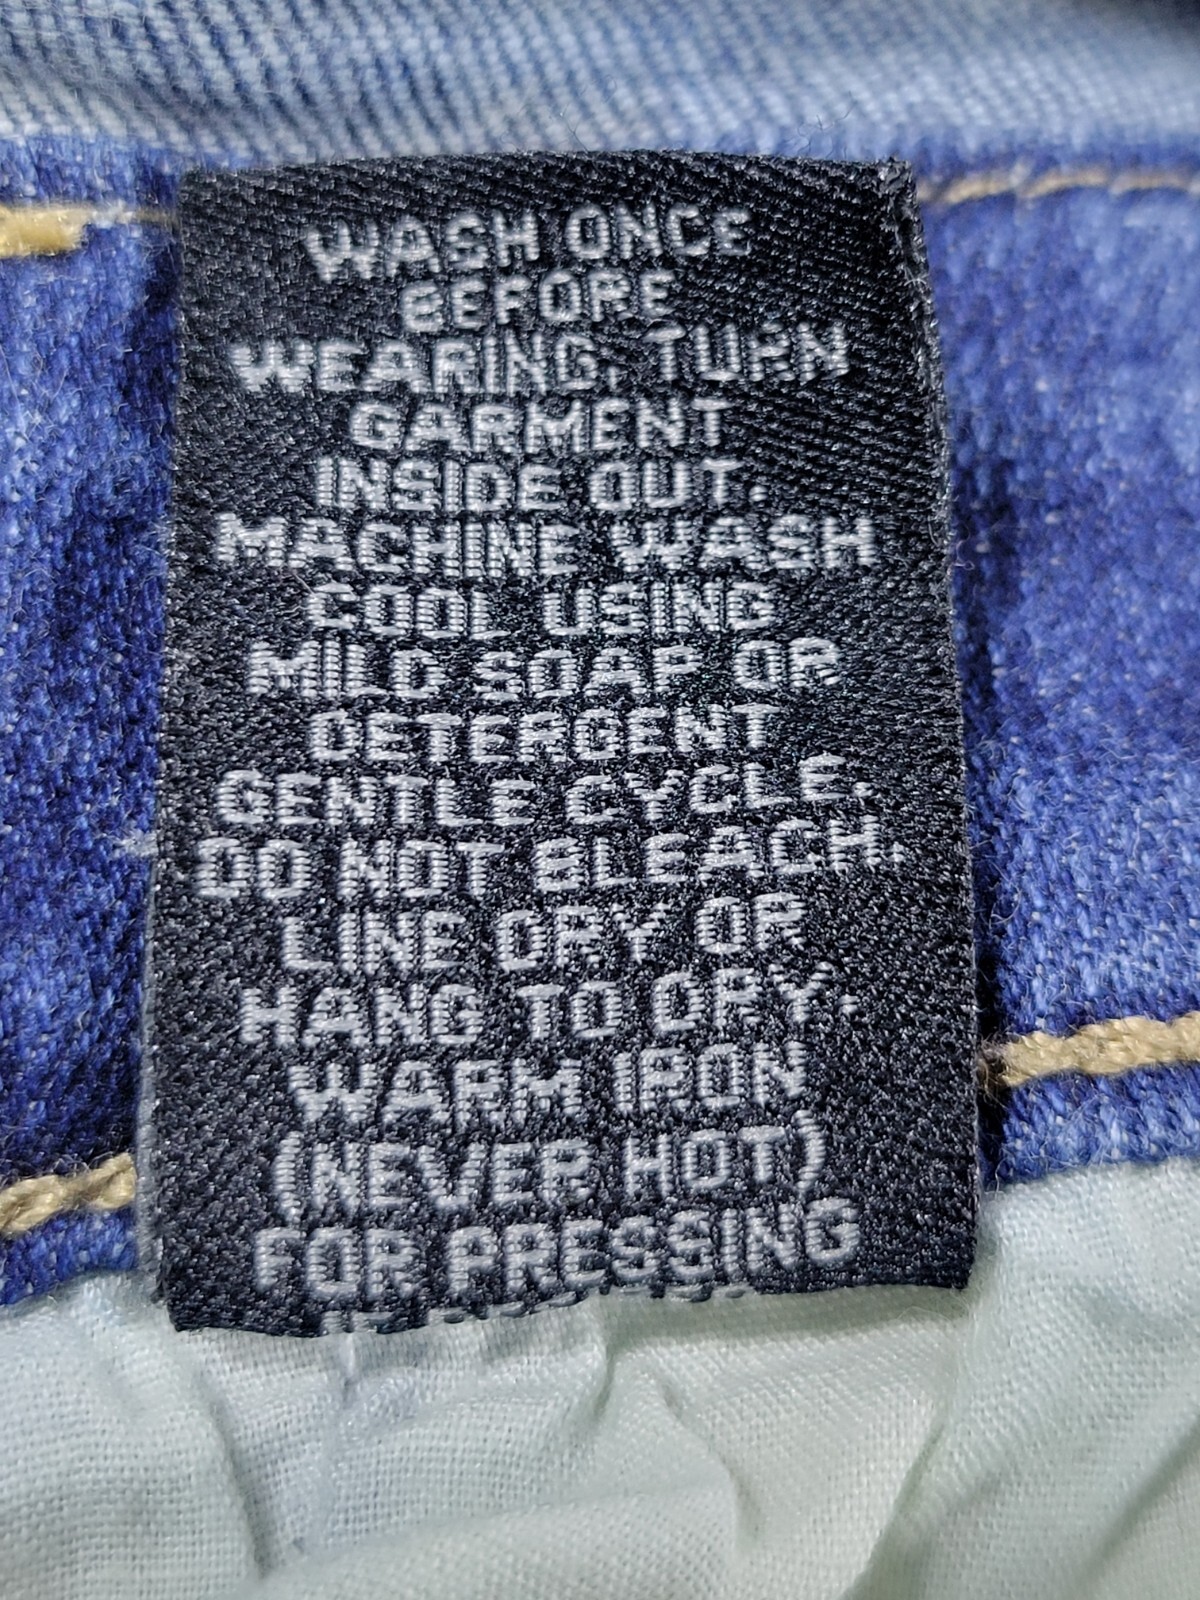 WASH ONCE
BEFORE
WEARING. TURN
GARMENT
INSIDE OUT.
MACHINE WASH
COOL USING
MILD SOAP OR
DETERGENT
GENTLE CYCLE.
DO NOT BLEACH.
LINE DRY OR
HANG TO DRY.
WARM IRON
(NEVER HOT)
FOR PRESSING